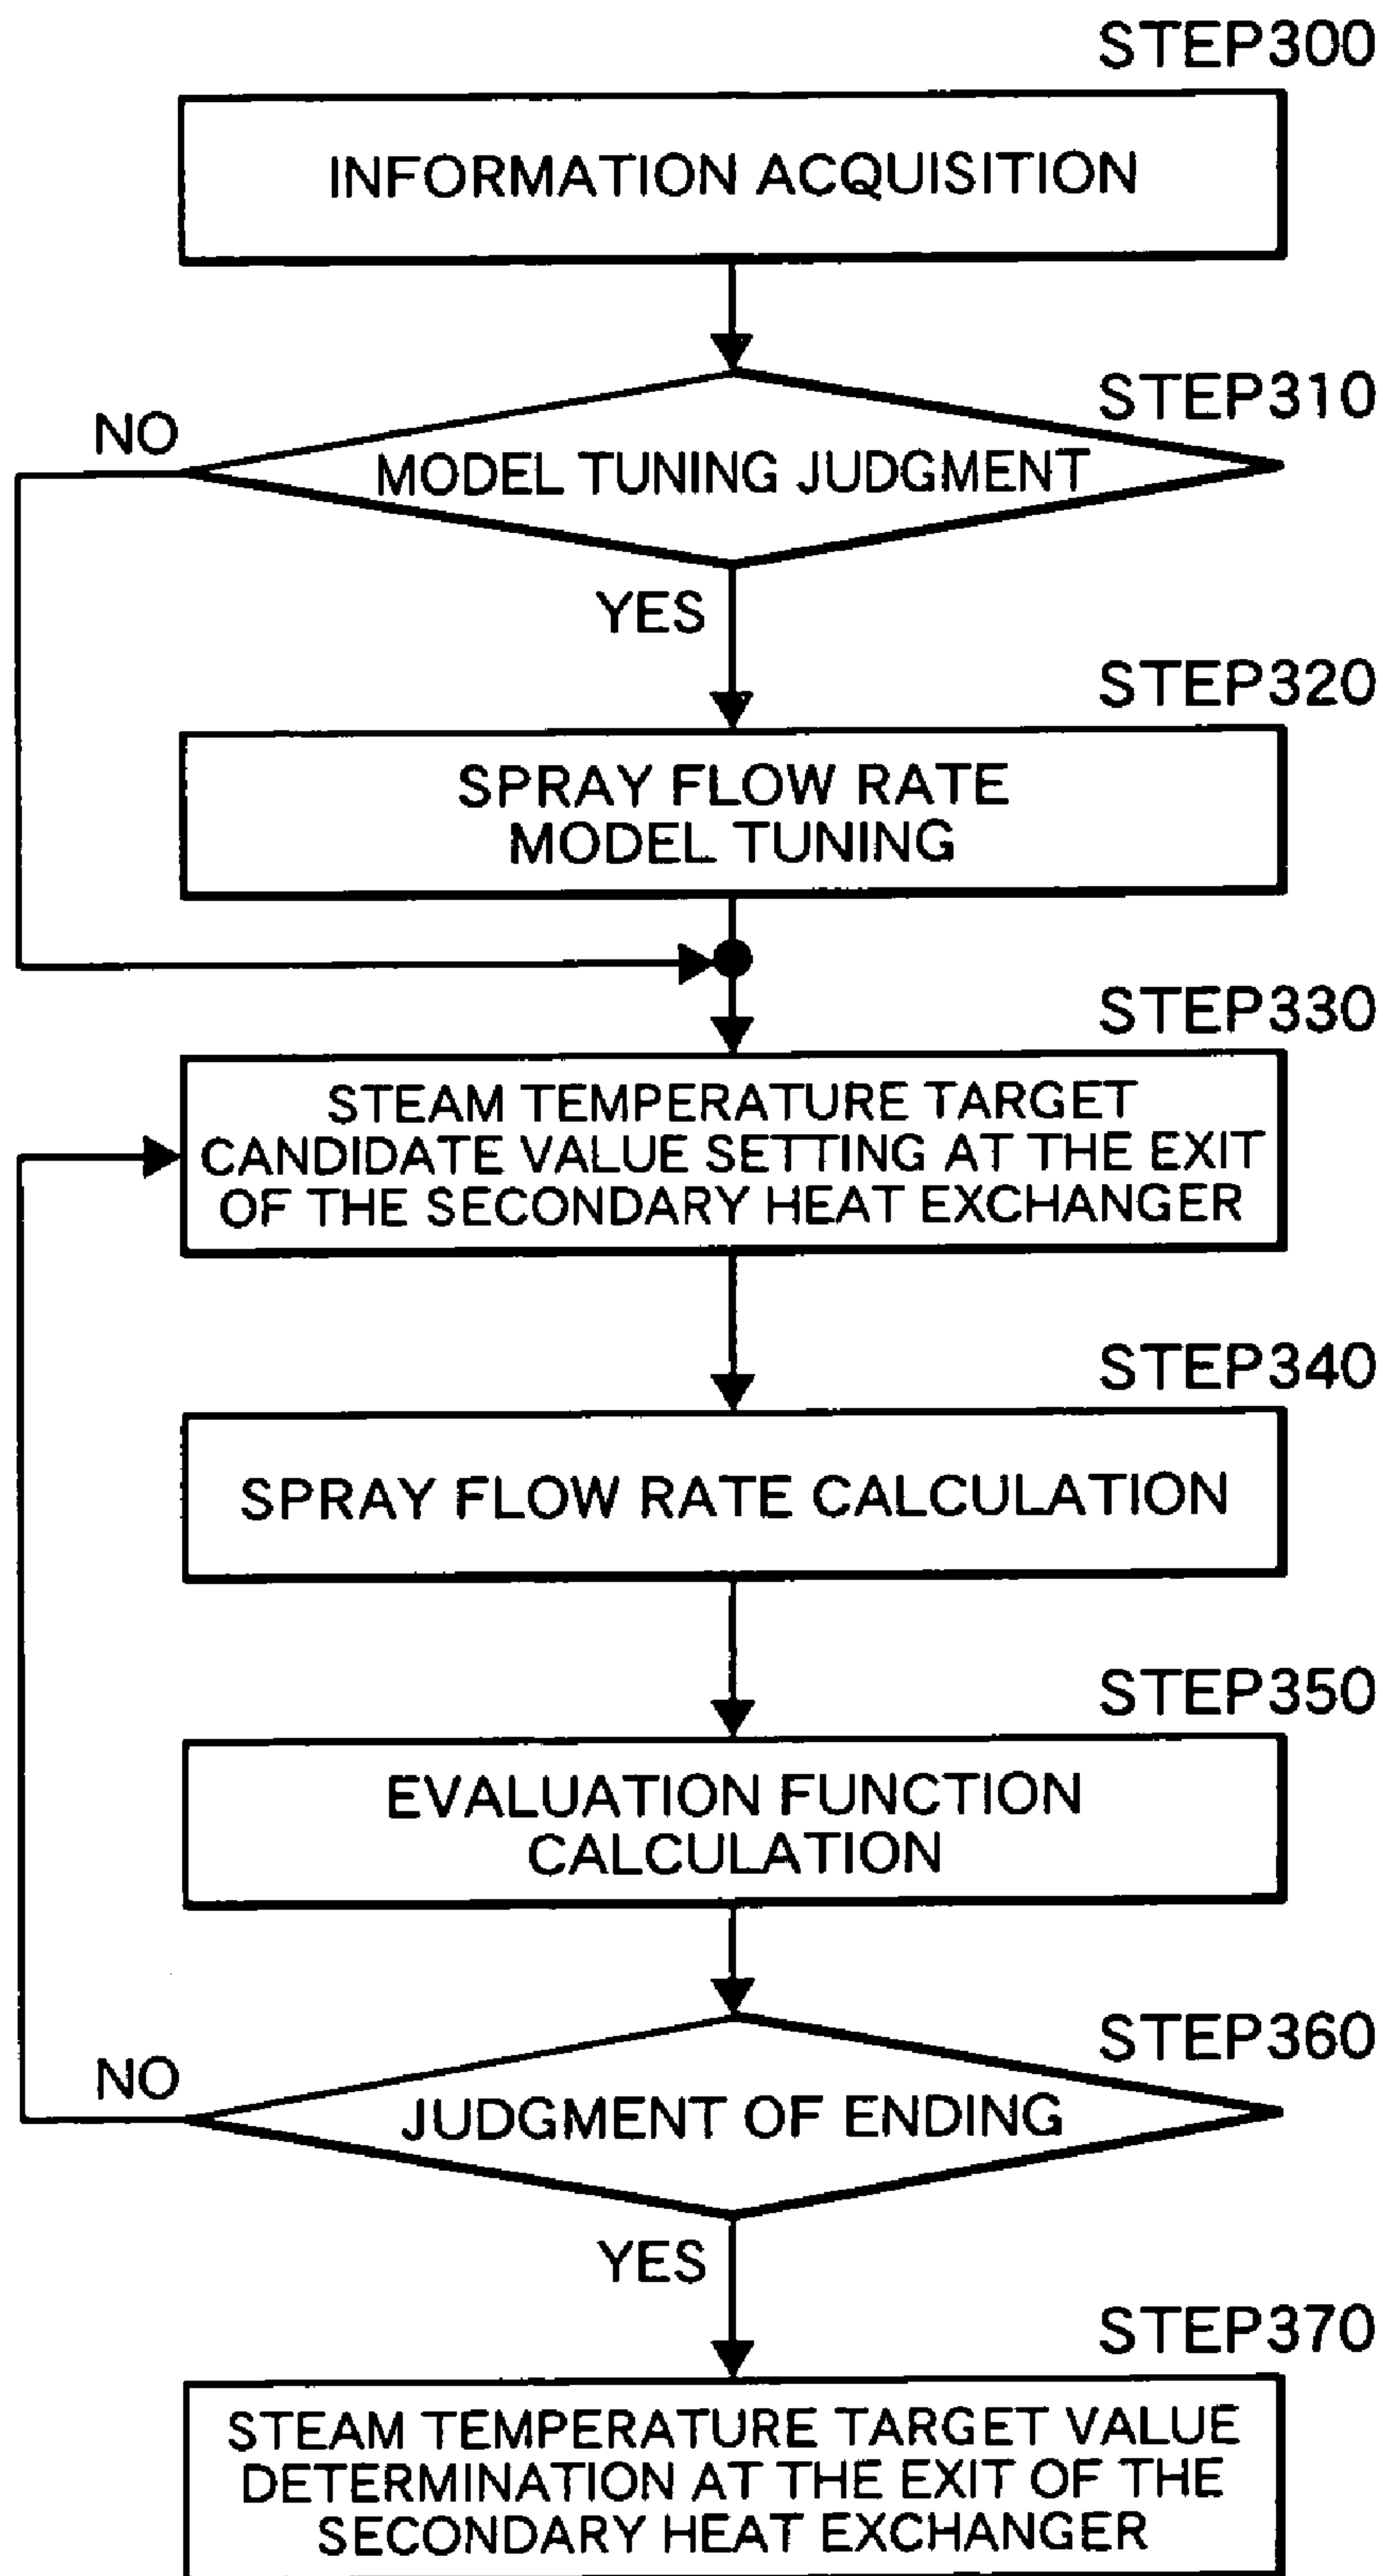 STEP300
INFORMATION ACQUISITION
STEP310
NO
MODEL TUNING JUDGMENT
YES
STEP320
SPRAY FLOW RATE
MODEL TUNING
STEP330
STEAM TEMPERATURE TARGET
CANDIDATE VALUE SETTING AT THE EXIT
OF THE SECONDARY HEAT EXCHANGER
STEP340
SPRAY FLOW RATE CALCULATION
STEP350
EVALUATION FUNCTION
CALCULATION
STEP360
NO
JUDGMENT OF ENDING
YES
STEP370
STEAM TEMPERATURE TARGET VALUE
DETERMINATION AT THE EXIT OF THE
SECONDARY HEAT EXCHANGER